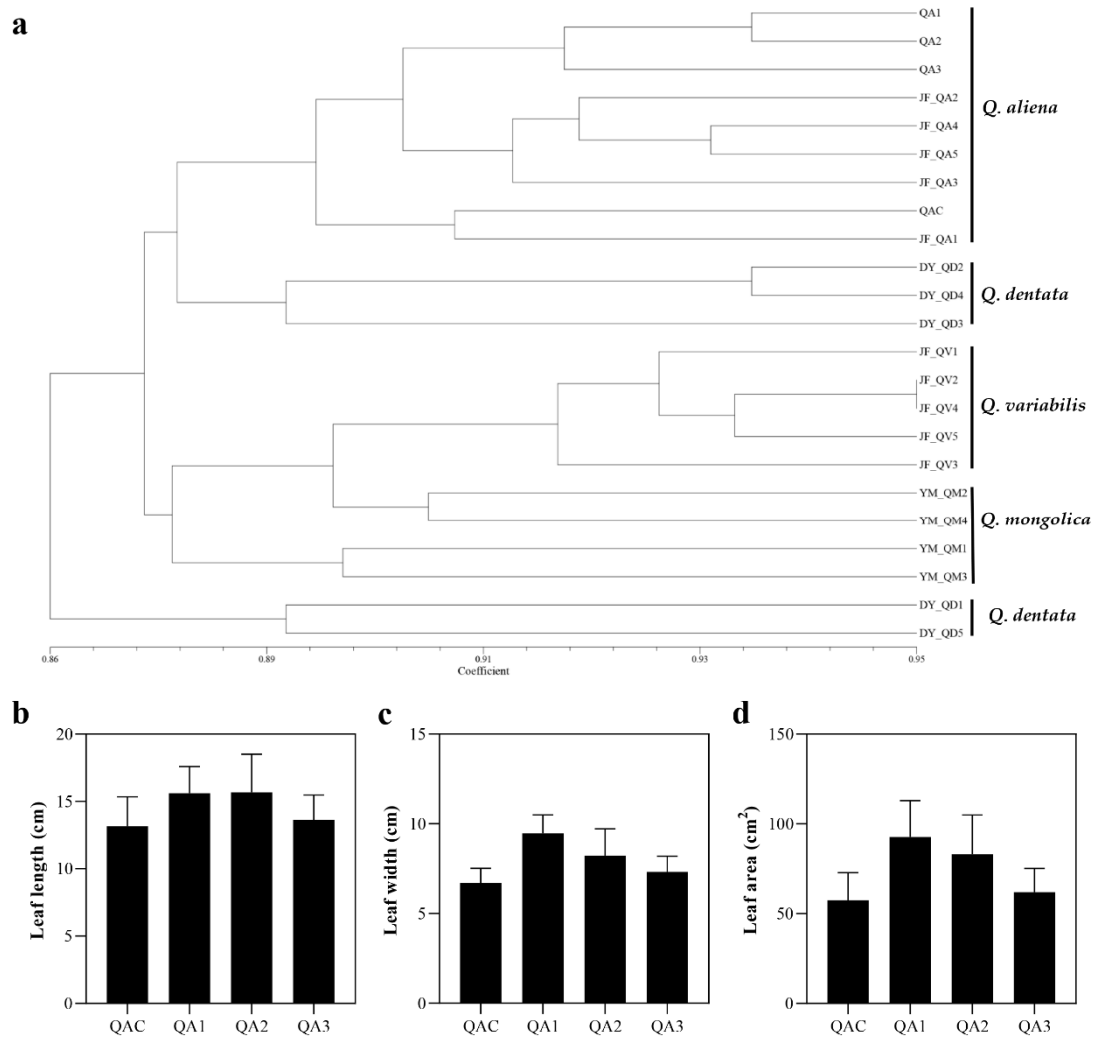 a
QA1
QA2
QA3
JF_QA2
JF_QA4
JF_QA5
JF_QA3
QAC
JF_QA1
Q. aliena
DY_QD2
DY_QD4
DY_QD3
Q. dentata
JF_QV1
JF_QV2
JF_QV4
JF_QV5
JF_QV3
Q. variabilis
YM_QM2
YM_QM4
YM_QM1
YM_QM3
Q. mongolica
DY_QD1
DY_QD5
Q. dentata
0.86 0.89 0.91 0.93 0.95
Coefficient
b
Leaf length (cm)
20
15
10
5
0
QAC QA1 QA2 QA3
c
Leaf width (cm)
15
10
5
0
QAC QA1 QA2 QA3
d
Leaf area (cm²)
150
100
50
0
QAC QA1 QA2 QA3